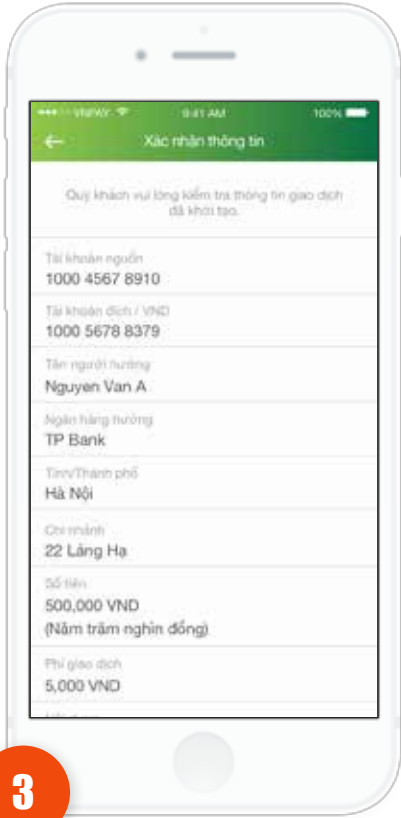 VNPAY 9:41 AM 100%
Xác nhận thông tin
Quý khách vui lòng kiểm tra thông tin giao dịch
đã khởi tạo.
Tài khoản nguồn
1000 4567 8910
Tài khoản đích / VND
1000 5678 8379
Tên người hưởng
Nguyen Van A
Ngân hàng hưởng
TP Bank
Tỉnh/Thành phố
Hà Nội
Chi nhánh
22 Láng Hạ
Số tiền
500,000 VND
(Năm trăm nghìn đồng)
Phí giao dịch
5,000 VND
3